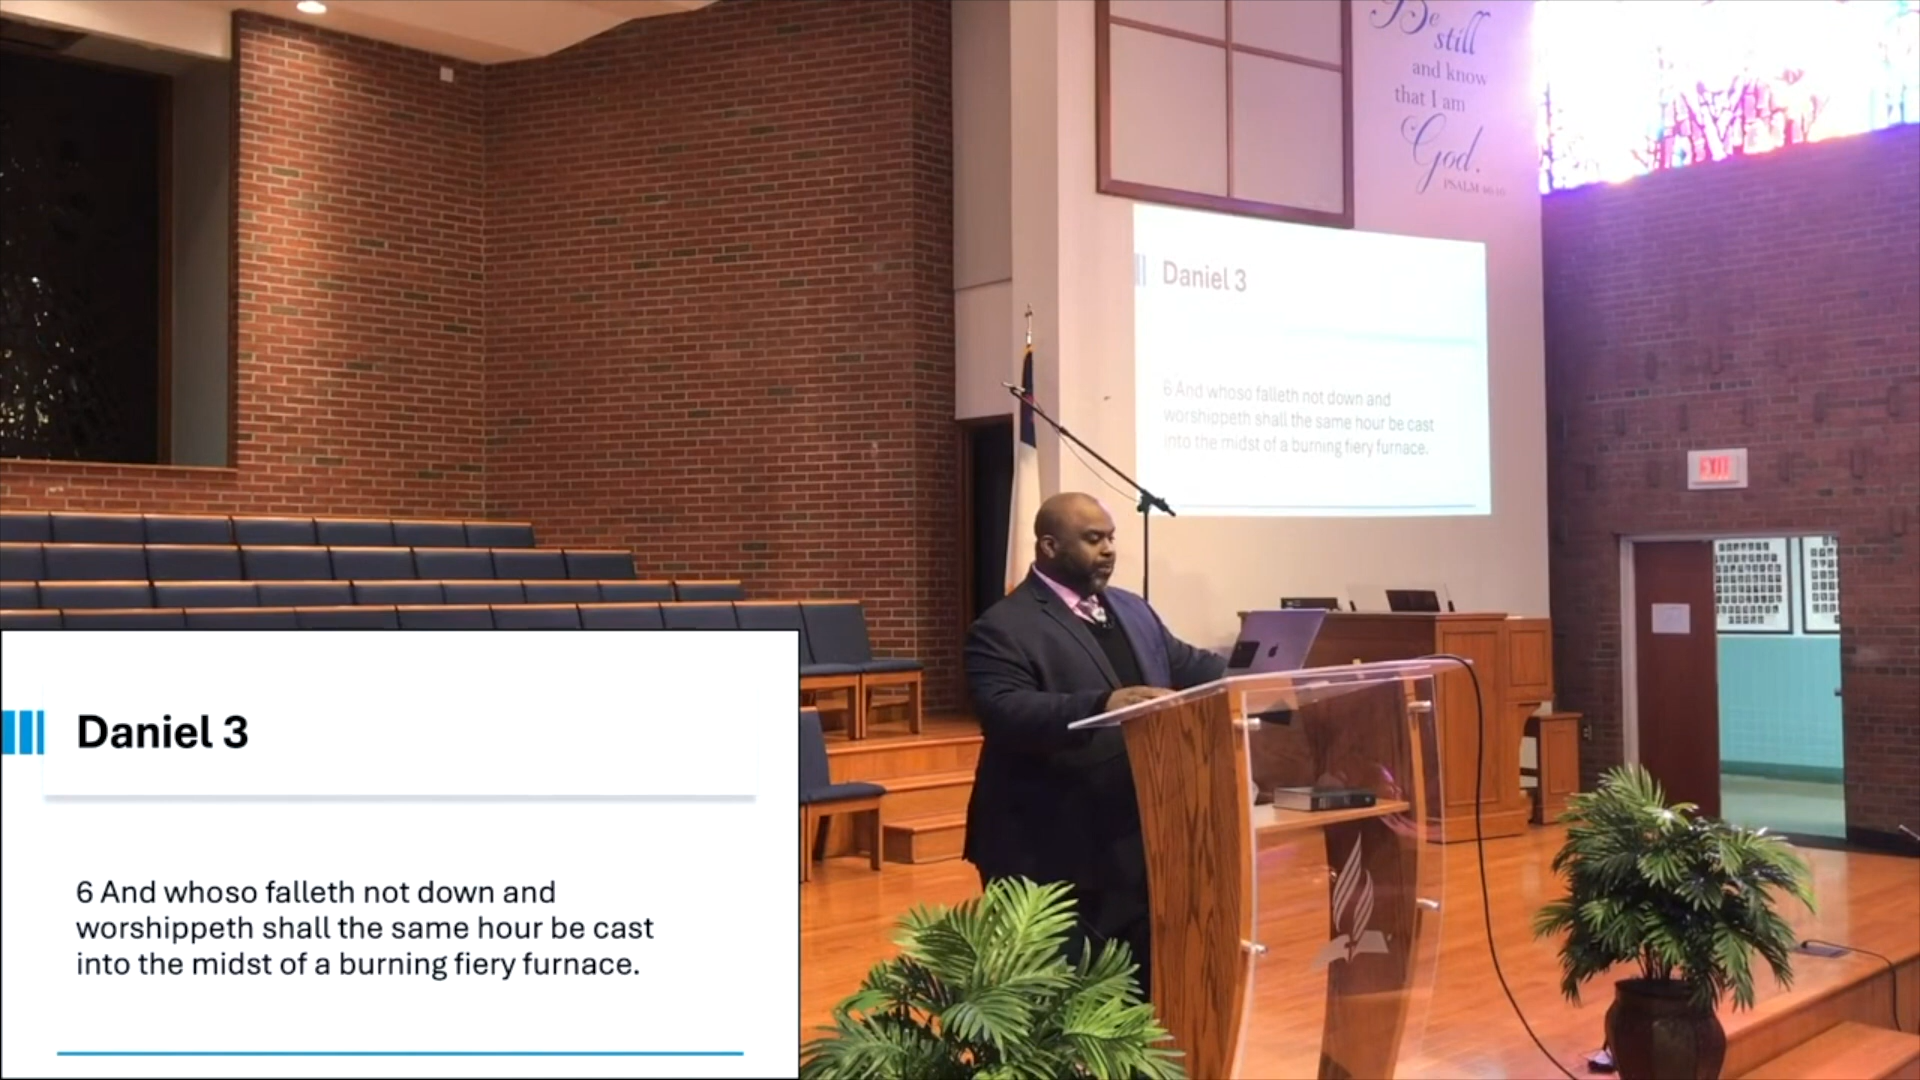 Be
still
and know
that I am
God.
PSALM 46:10
Daniel 3
6 And whoso falleth not down and
worshippeth shall the same hour be cast
into the midst of a burning fiery furnace.
EXIT
Daniel 3
6 And whoso falleth not down and
worshippeth shall the same hour be cast
into the midst of a burning fiery furnace.